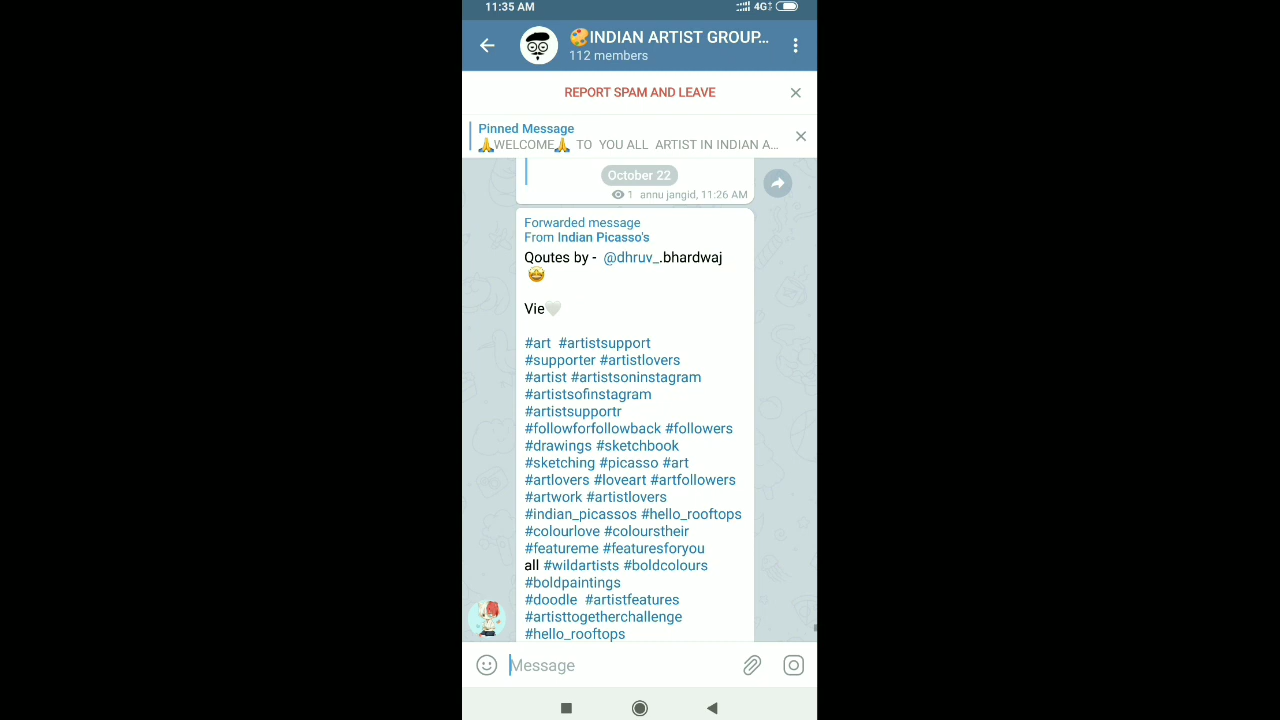 11:35 AM 4G
🎨INDIAN ARTIST GROUP...
112 members
REPORT SPAM AND LEAVE
Pinned Message
🙏WELCOME🙏 TO YOU ALL ARTIST IN INDIAN A...
October 22
1 annu jangid, 11:26 AM
Forwarded message
From Indian Picasso's
Qoutes by - @dhruv_.bhardwaj
🤩
Vie🤍
#art #artistsupport
#supporter #artistlovers
#artist #artistsoninstagram
#artistsofinstagram
#artistsupportr
#followforfollowback #followers
#drawings #sketchbook
#sketching #picasso #art
#artlovers #loveart #artfollowers
#artwork #artistlovers
#indian_picassos #hello_rooftops
#colourlove #colourstheir
#featureme #featuresforyou
all #wildartists #boldcolours
#boldpaintings
#doodle #artistfeatures
#artisttogetherchallenge
#hello_rooftops
Message